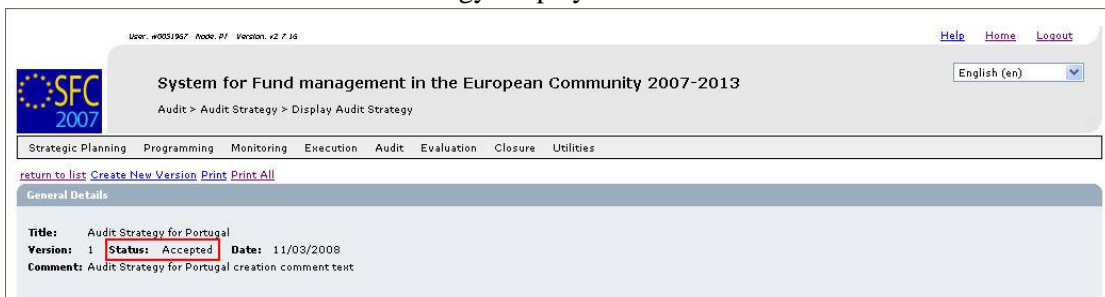 User. w0051967 Node. P1 Version. v2 7 16
Help Home Logout
English (en)
SFC
2007
System for Fund management in the European Community 2007-2013
Audit > Audit Strategy > Display Audit Strategy
Strategic Planning Programming Monitoring Execution Audit Evaluation Closure Utilities
return to list Create New Version Print Print All
General Details
Title: Audit Strategy for Portugal
Version: 1 Status: Accepted Date: 11/03/2008
Comment: Audit Strategy for Portugal creation comment text